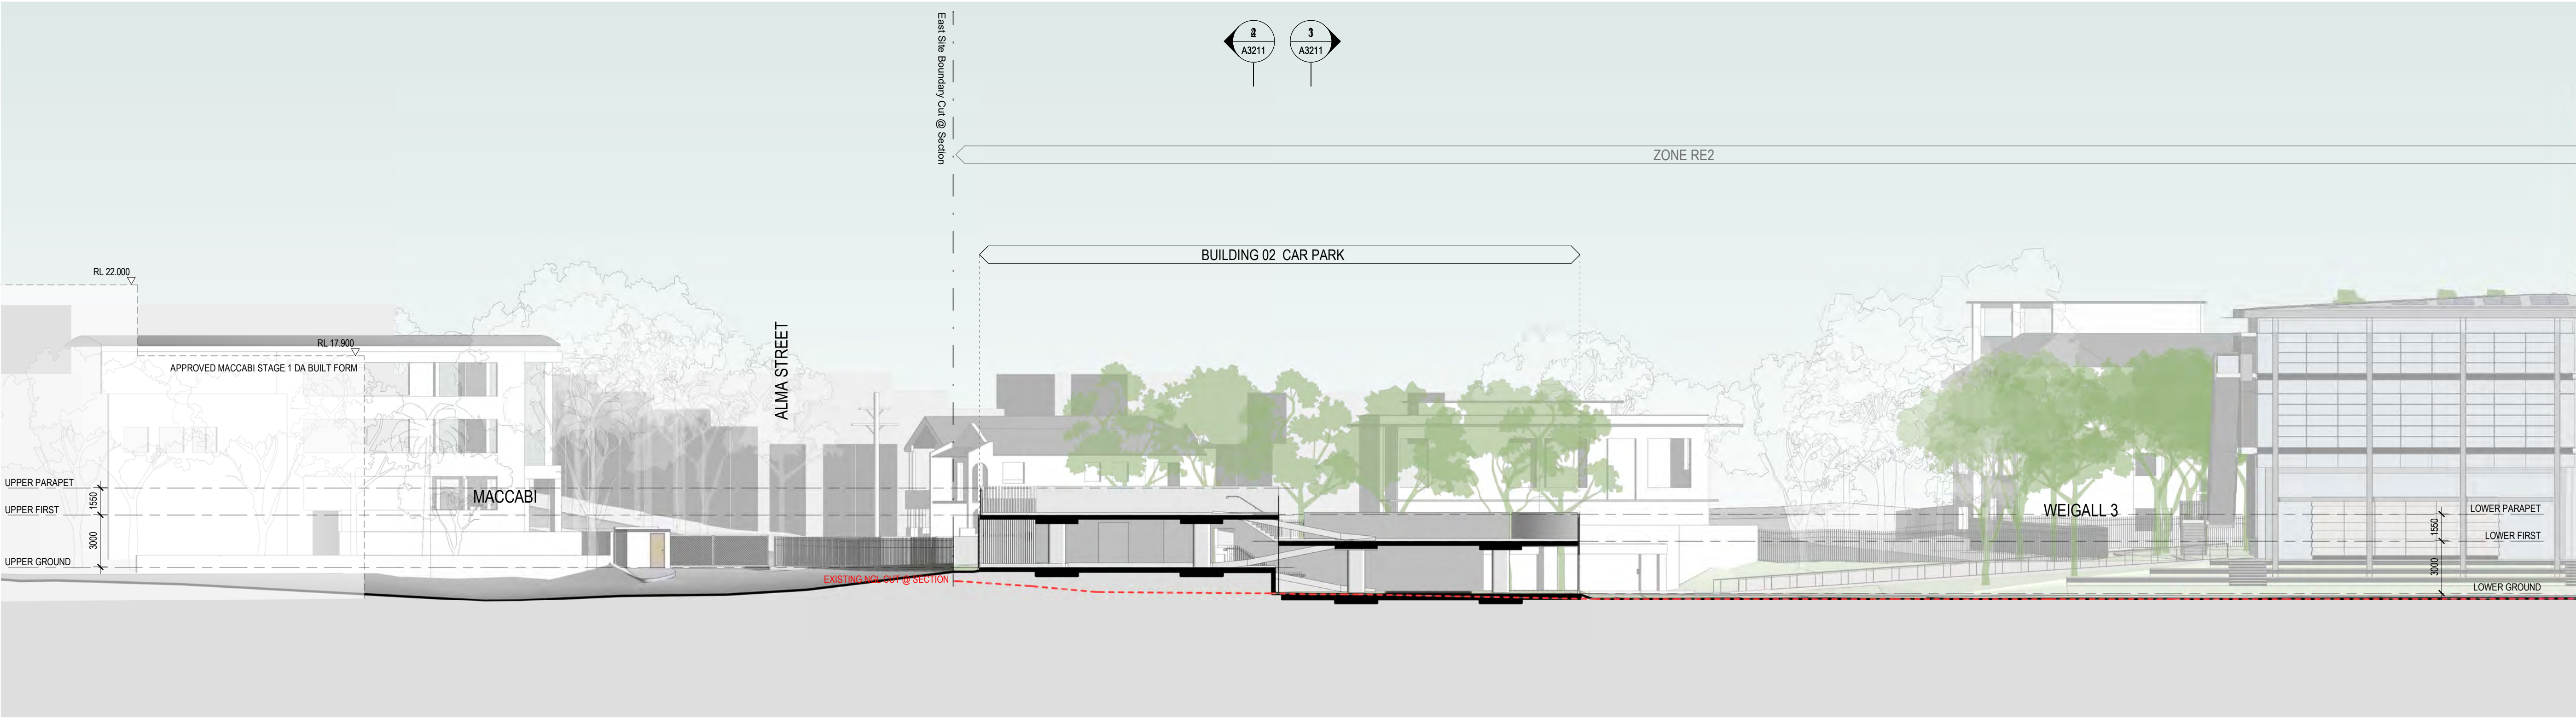 East Site Boundary Cut @ Section
A3211
3
A3211
ZONE RE2
BUILDING 02 CAR PARK
RL 22.000
RL 17.900
APPROVED MACCABI STAGE 1 DA BUILT FORM
ALMA STREET
UPPER PARAPET
1550
MACCABI
UPPER FIRST
3000
UPPER GROUND
EXISTING NGL CUT @ SECTION
WEIGALL 3
LOWER PARAPET
1550
LOWER FIRST
3000
LOWER GROUND